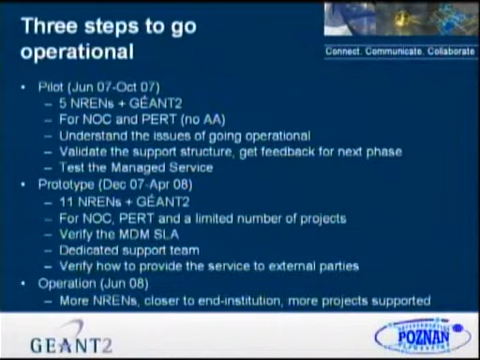 Three steps to go
operational
Connect. Communicate. Collaborate
• Pilot (Jun 07-Oct 07)
– 5 NRENs + GÉANT2
– For NOC and PERT (no AA)
– Understand the issues of going operational
– Validate the support structure, get feedback for next phase
– Test the Managed Service
• Prototype (Dec 07-Apr 08)
– 11 NRENs + GÉANT2
– For NOC, PERT and a limited number of projects
– Verify the MDM SLA
– Dedicated support team
– Verify how to provide the service to external parties
• Operation (Jun 08)
– More NRENs, closer to end-institution, more projects supported
GEANT2
POZNAN